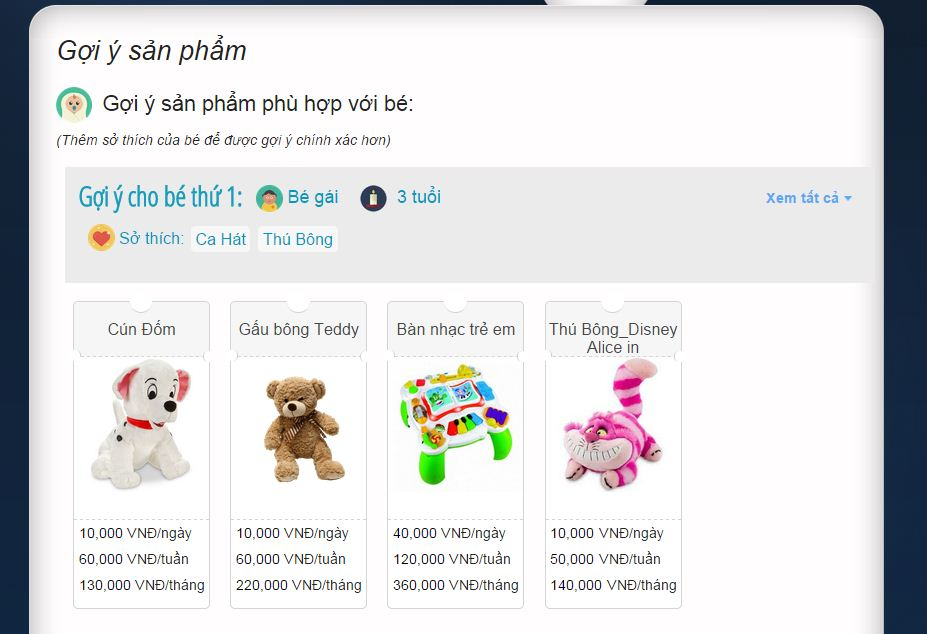 Gợi ý sản phẩm
Gợi ý sản phẩm phù hợp với bé:
(Thêm sở thích của bé để được gợi ý chính xác hơn)
Gợi ý cho bé thứ 1: Bé gái 3 tuổi Xem tất cả
Sở thích: Ca Hát Thú Bông
Cún Đốm
10,000 VNĐ/ngày
60,000 VNĐ/tuần
130,000 VNĐ/tháng
Gấu bông Teddy
10,000 VNĐ/ngày
60,000 VNĐ/tuần
220,000 VNĐ/tháng
Bàn nhạc trẻ em
40,000 VNĐ/ngày
120,000 VNĐ/tuần
360,000 VNĐ/tháng
Thú Bông_Disney
Alice in
10,000 VNĐ/ngày
50,000 VNĐ/tuần
140,000 VNĐ/tháng